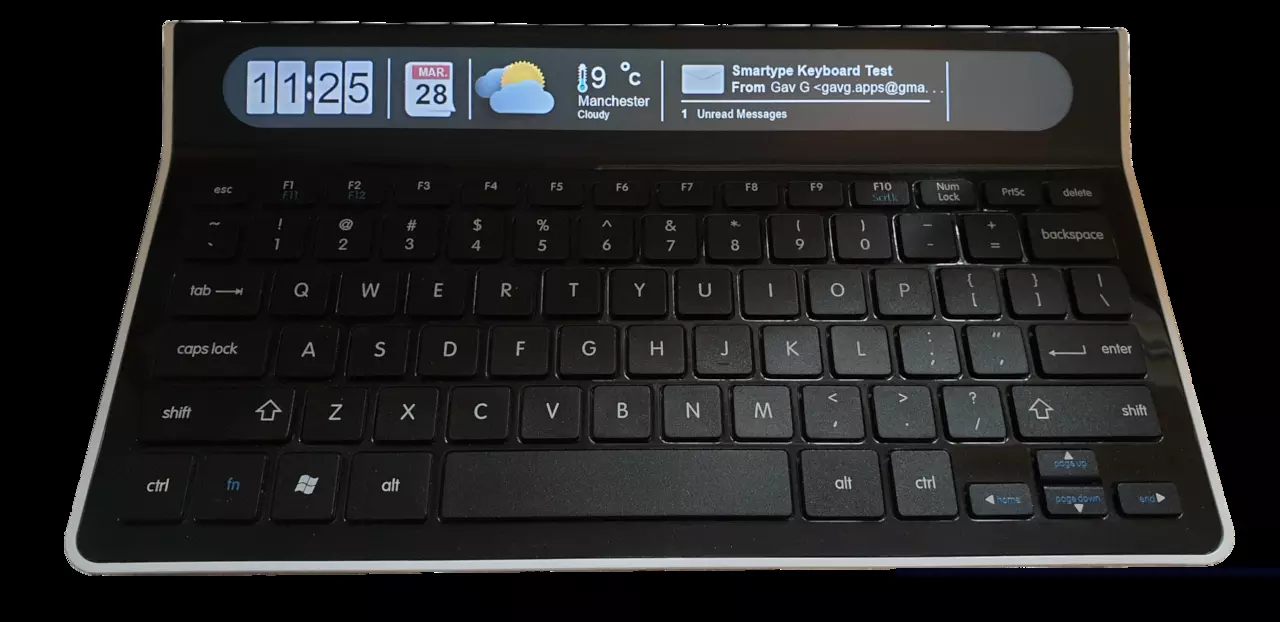 11:25
MAR.
28
9 °c
Manchester
Cloudy
Smartype Keyboard Test
From Gav G <gavg.apps@gma. . .
1 Unread Messages
esc F1 F2 F3 F4 F5 F6 F7 F8 F9 F10 Num Lock PrtSc delete
F11 F12 ScrLk
~ ! @ # $ % ^ & * ( ) _ + backspace
` 1 2 3 4 5 6 7 8 9 0 - =
tab Q W E R T Y U I O P { } |
[ ] \
caps lock A S D F G H J K L : " enter
; '
shift Z X C V B N M < > ? shift
, . /
ctrl fn alt alt ctrl page up
home page down end